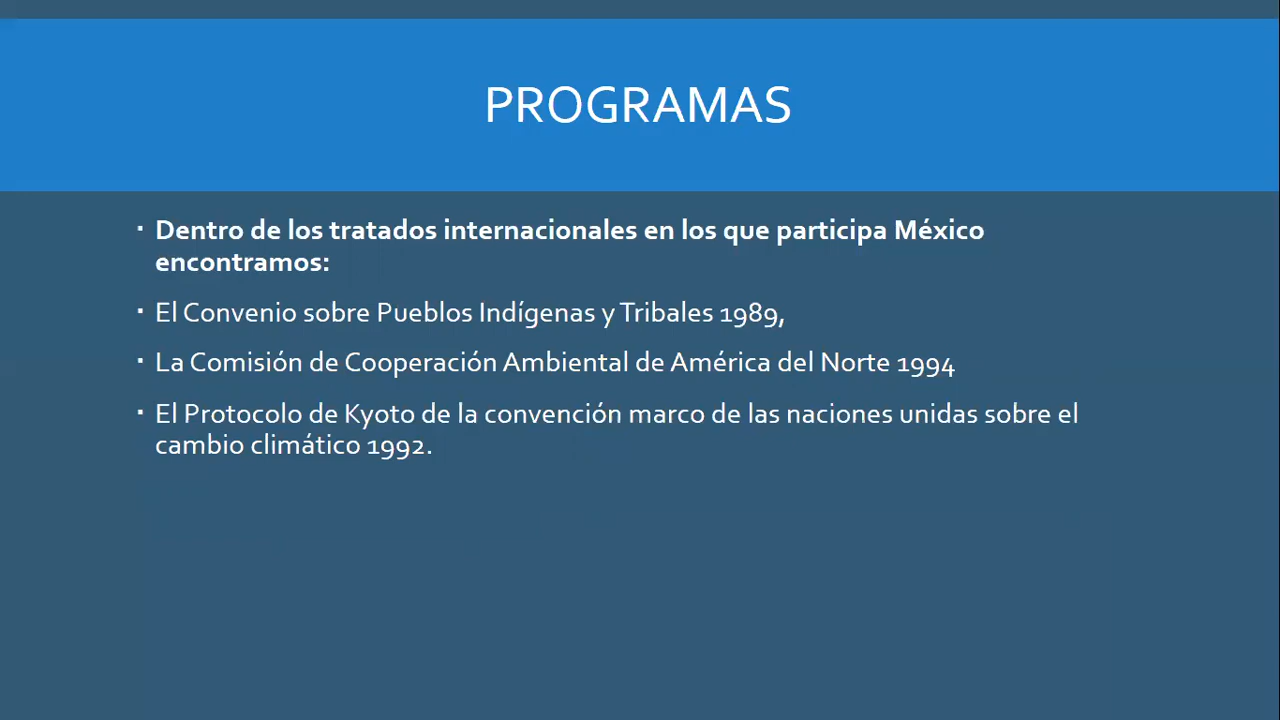 PROGRAMAS
Dentro de los tratados internacionales en los que participa México
encontramos:
El Convenio sobre Pueblos Indígenas y Tribales 1989,
La Comisión de Cooperación Ambiental de América del Norte 1994
El Protocolo de Kyoto de la convención marco de las naciones unidas sobre el
cambio climático 1992.